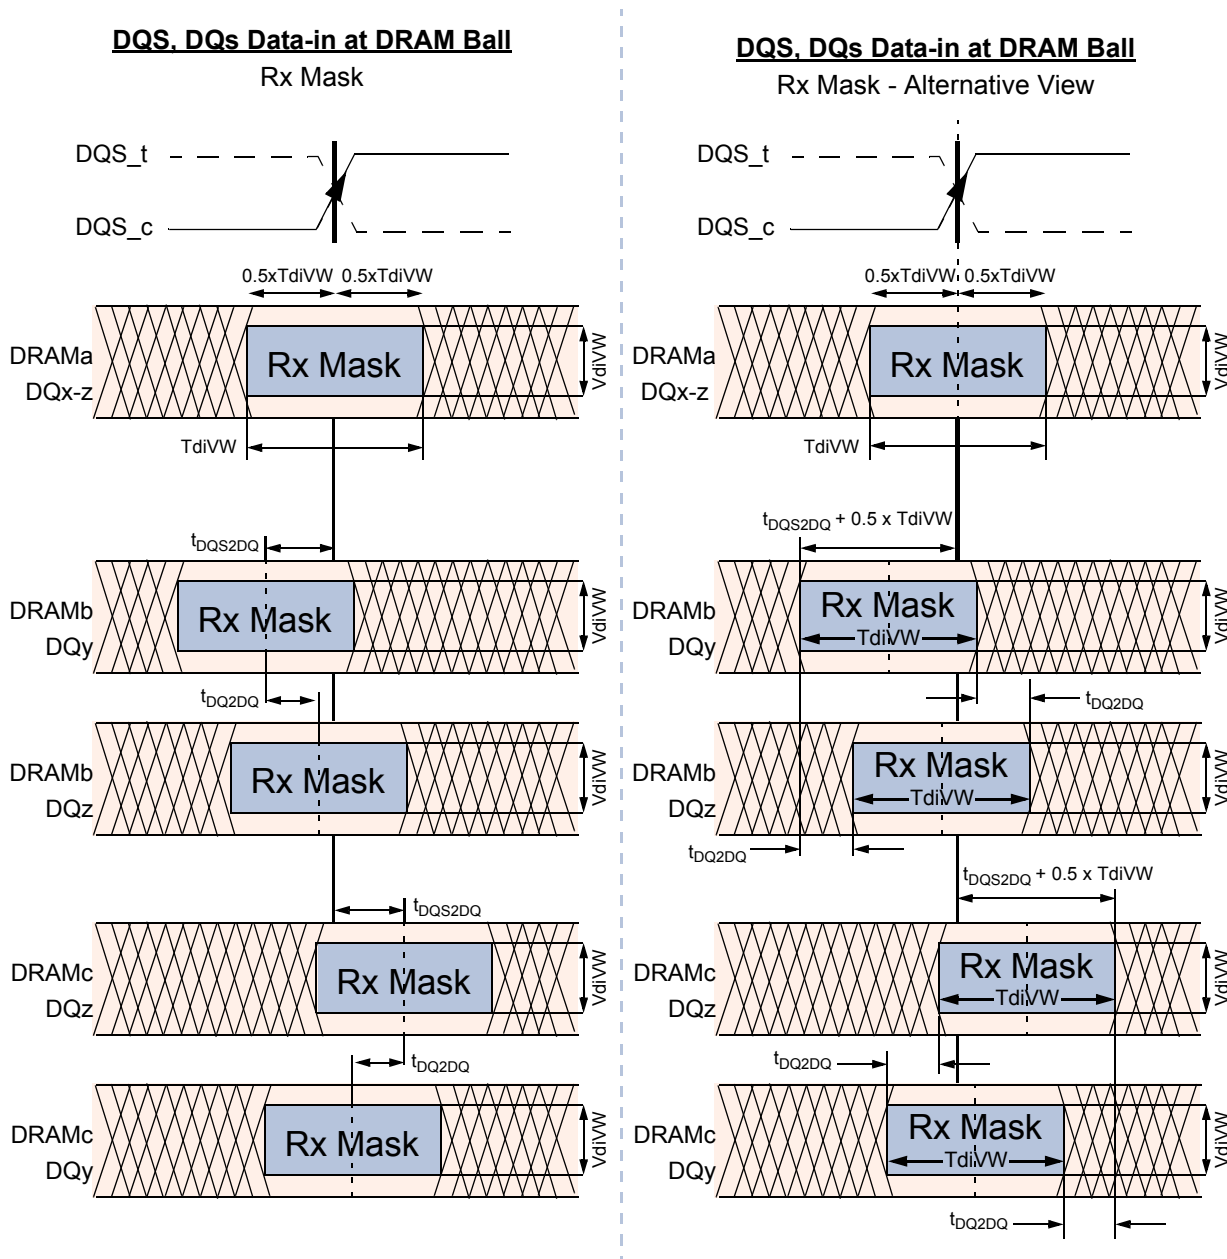 DQS, DQs Data-in at DRAM Ball
Rx Mask
DQS_t
DQS_c
0.5xTdiVW 0.5xTdiVW
DRAMa
DQx-z
Rx Mask
VdiVW
TdiVW
tDQS2DQ
DRAMb
DQy
Rx Mask
VdiVW
tDQ2DQ
DRAMb
DQz
Rx Mask
VdiVW
tDQS2DQ
DRAMc
DQz
Rx Mask
VdiVW
tDQ2DQ
DRAMc
DQy
Rx Mask
VdiVW
DQS, DQs Data-in at DRAM Ball
Rx Mask - Alternative View
DQS_t
DQS_c
0.5xTdiVW 0.5xTdiVW
DRAMa
DQx-z
Rx Mask
VdiVW
TdiVW
tDQS2DQ + 0.5 x TdiVW
DRAMb
DQy
Rx Mask
TdiVW
VdiVW
tDQ2DQ
DRAMb
DQz
Rx Mask
TdiVW
VdiVW
tDQ2DQ
tDQS2DQ + 0.5 x TdiVW
DRAMc
DQz
Rx Mask
TdiVW
VdiVW
tDQ2DQ
DRAMc
DQy
Rx Mask
TdiVW
VdiVW
tDQ2DQ